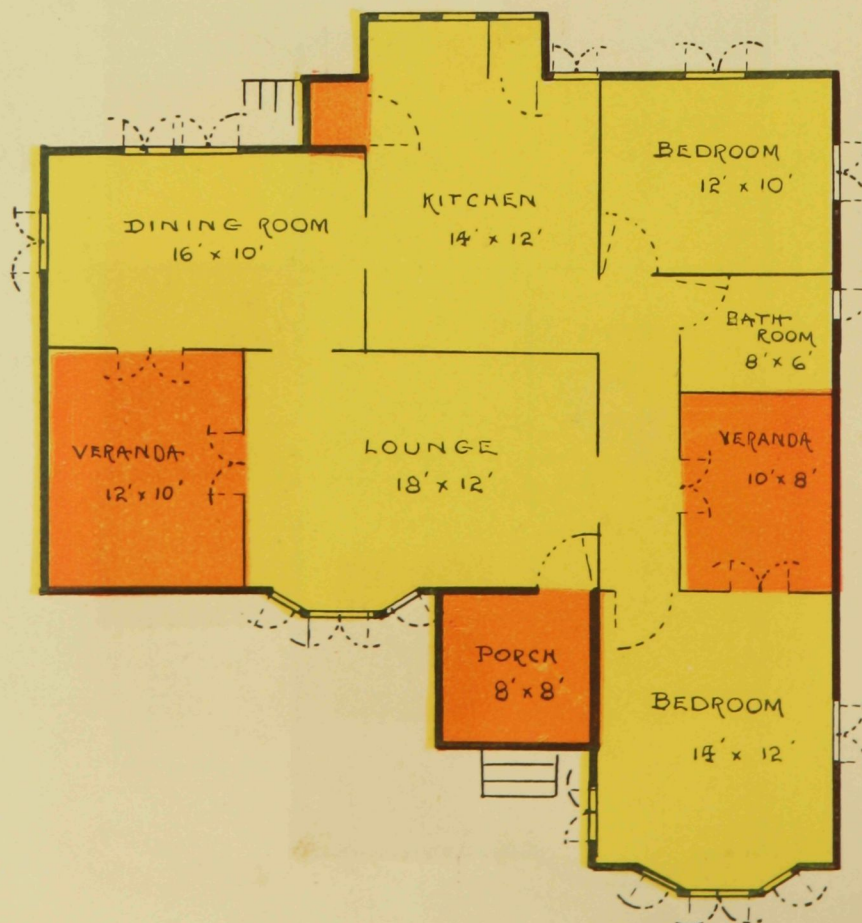 BEDROOM
12' x 10'
KITCHEN
14' x 12'
DINING ROOM
16' x 10'
BATH
ROOM
8' x 6'
VERANDA
12' x 10'
LOUNGE
18' x 12'
VERANDA
10' x 8'
PORCH
8' x 8'
BEDROOM
14' x 12'